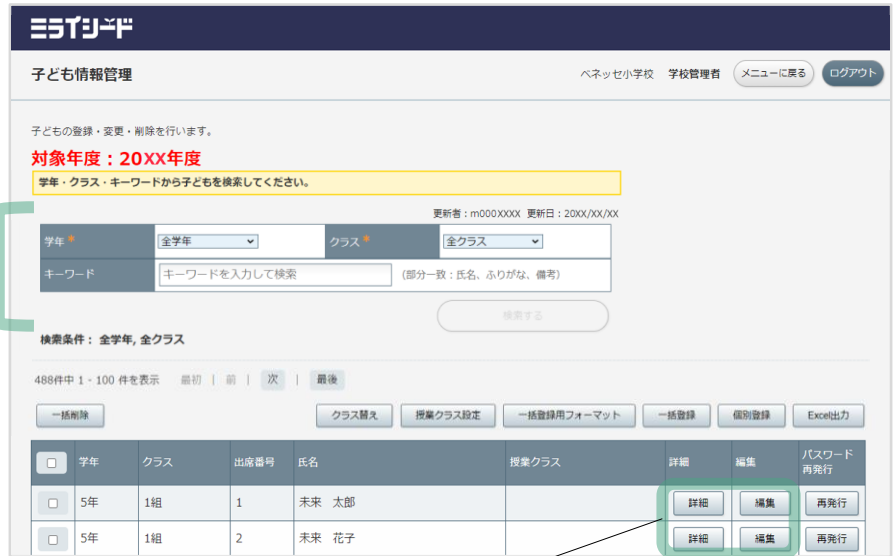 ミライシード
子ども情報管理 ベネッセ小学校 学校管理者 メニューに戻る ログアウト
子どもの登録・変更・削除を行います。
対象年度：20XX年度
学年・クラス・キーワードから子どもを検索してください。
更新者：m000XXXX 更新日：20XX/XX/XX
学年* 全学年 クラス* 全クラス
キーワード キーワードを入力して検索 （部分一致：氏名、ふりがな、備考）
検索する
検索条件： 全学年, 全クラス
488件中 1 - 100 件を表示 最初 | 前 | 次 | 最後
一括削除 クラス替え 授業クラス設定 一括登録用フォーマット 一括登録 個別登録 Excel出力
学年 クラス 出席番号 氏名 授業クラス 詳細 編集 パスワード
再発行
5年 1組 1 未来 太郎 詳細 編集 再発行
5年 1組 2 未来 花子 詳細 編集 再発行